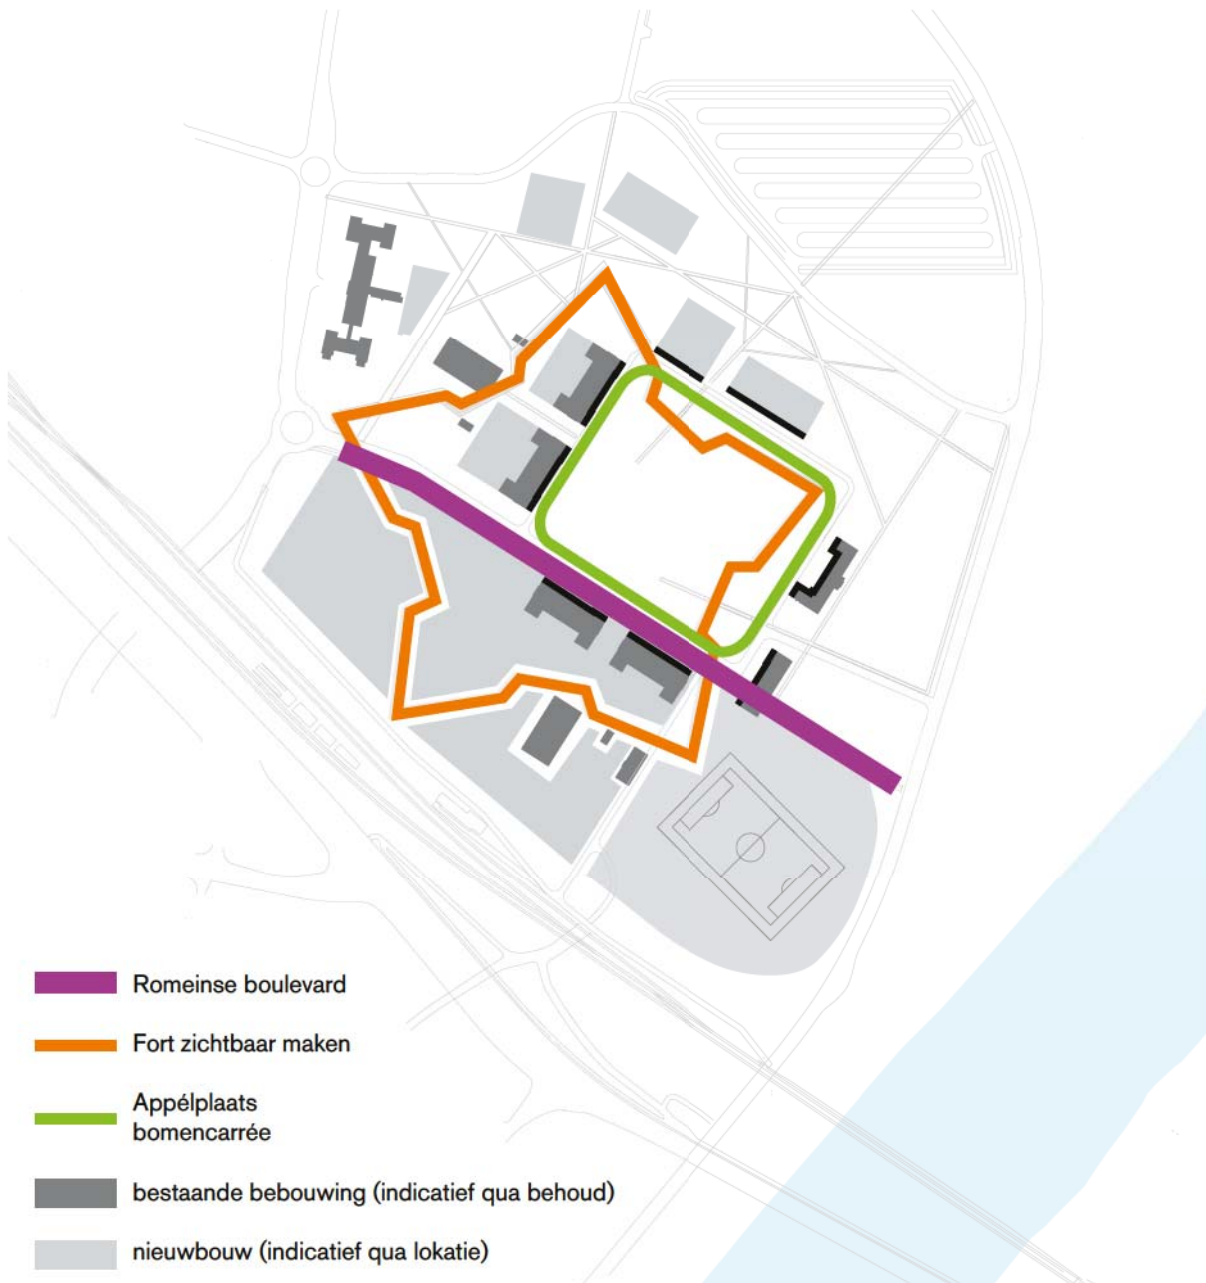 Romeinse boulevard
Fort zichtbaar maken
Appélplaats
bomencarrée
bestaande bebouwing (indicatief qua behoud)
nieuwbouw (indicatief qua lokatie)